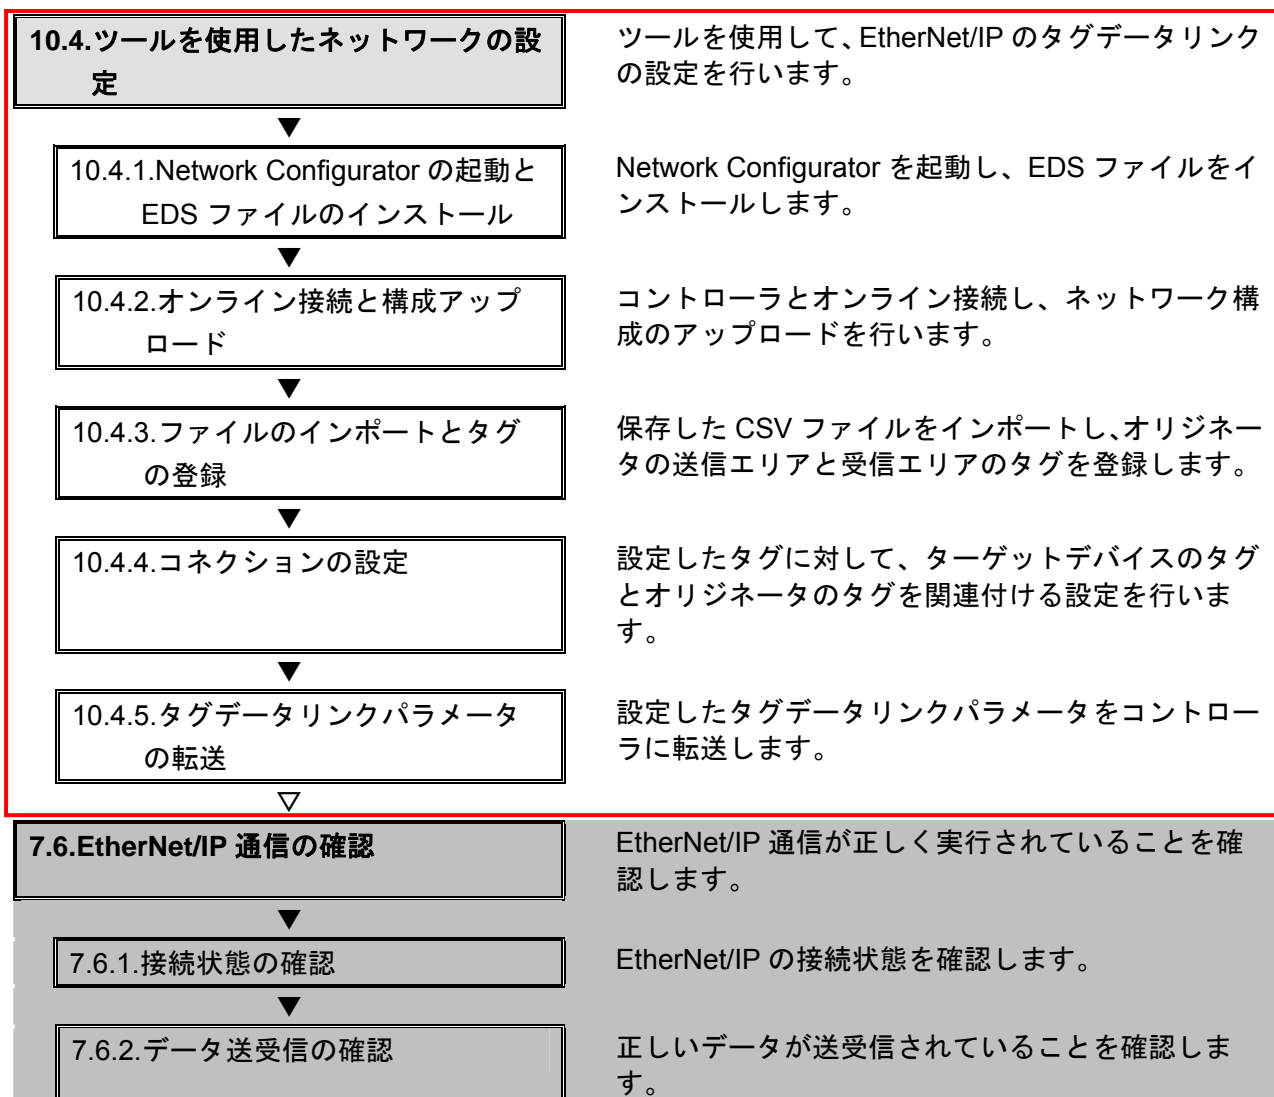 10.4.ツールを使用したネットワークの設
定
ツールを使用して、EtherNet/IP のタグデータリンク
の設定を行います。
▼
10.4.1.Network Configurator の起動と
EDS ファイルのインストール
Network Configurator を起動し、EDS ファイルをイ
ンストールします。
▼
10.4.2.オンライン接続と構成アップ
ロード
コントローラとオンライン接続し、ネットワーク構
成のアップロードを行います。
▼
10.4.3.ファイルのインポートとタグ
の登録
保存した CSV ファイルをインポートし、オリジネー
タの送信エリアと受信エリアのタグを登録します。
▼
10.4.4.コネクションの設定
設定したタグに対して、ターゲットデバイスのタグ
とオリジネータのタグを関連付ける設定を行いま
す。
▼
10.4.5.タグデータリンクパラメータ
の転送
設定したタグデータリンクパラメータをコントロー
ラに転送します。
▽
7.6.EtherNet/IP 通信の確認
EtherNet/IP 通信が正しく実行されていることを確
認します。
▼
7.6.1.接続状態の確認
EtherNet/IP の接続状態を確認します。
▼
7.6.2.データ送受信の確認
正しいデータが送受信されていることを確認しま
す。